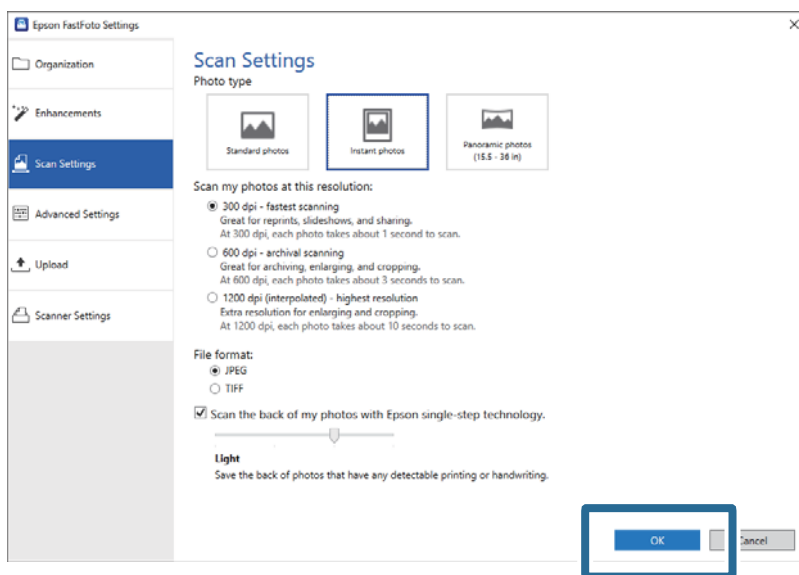 Epson FastFoto Settings
Organization
Enhancements
Scan Settings
Advanced Settings
Upload
Scanner Settings
Scan Settings
Photo type
Standard photos
Instant photos
Panoramic photos
(15.5 - 36 in)
Scan my photos at this resolution:
300 dpi - fastest scanning
Great for reprints, slideshows, and sharing.
At 300 dpi, each photo takes about 1 second to scan.
600 dpi - archival scanning
Great for archiving, enlarging, and cropping.
At 600 dpi, each photo takes about 3 seconds to scan.
1200 dpi (interpolated) - highest resolution
Extra resolution for enlarging and cropping.
At 1200 dpi, each photo takes about 10 seconds to scan.
File format:
JPEG
TIFF
Scan the back of my photos with Epson single-step technology.
Light
Save the back of photos that have any detectable printing or handwriting.
OK
Cancel